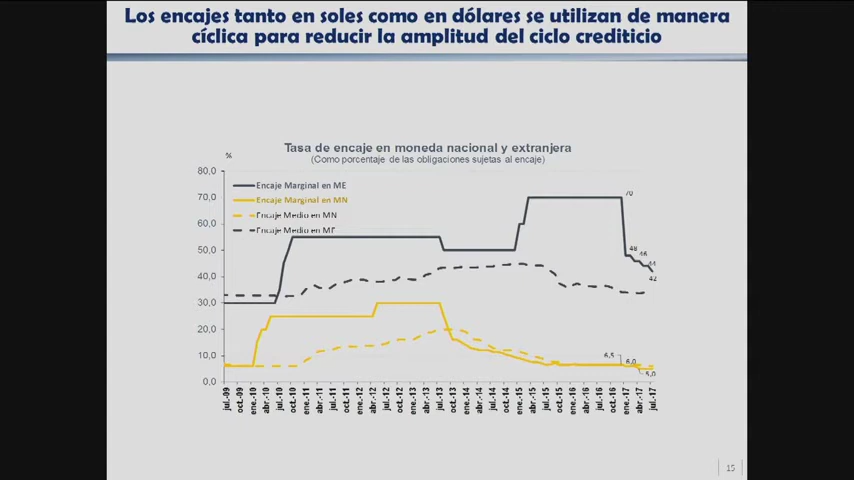 Los encajes tanto en soles como en dólares se utilizan de manera
cíclica para reducir la amplitud del ciclo crediticio
Tasa de encaje en moneda nacional y extranjera
(Como porcentaje de las obligaciones sujetas al encaje)
%
80,0
70,0
60,0
50,0
40,0
30,0
20,0
10,0
0,0
Encaje Marginal en ME
Encaje Marginal en MN
Encaje Medio en MN
Encaje Medio en ME
70
48
46
44
42
6,5
6,0
5,0
jul.-09
oct.-09
ene.-10
abr.-10
jul.-10
oct.-10
ene.-11
abr.-11
jul.-11
oct.-11
ene.-12
abr.-12
jul.-12
oct.-12
ene.-13
abr.-13
jul.-13
oct.-13
ene.-14
abr.-14
jul.-14
oct.-14
ene.-15
abr.-15
jul.-15
oct.-15
ene.-16
abr.-16
jul.-16
oct.-16
ene.-17
abr.-17
jul.-17
15